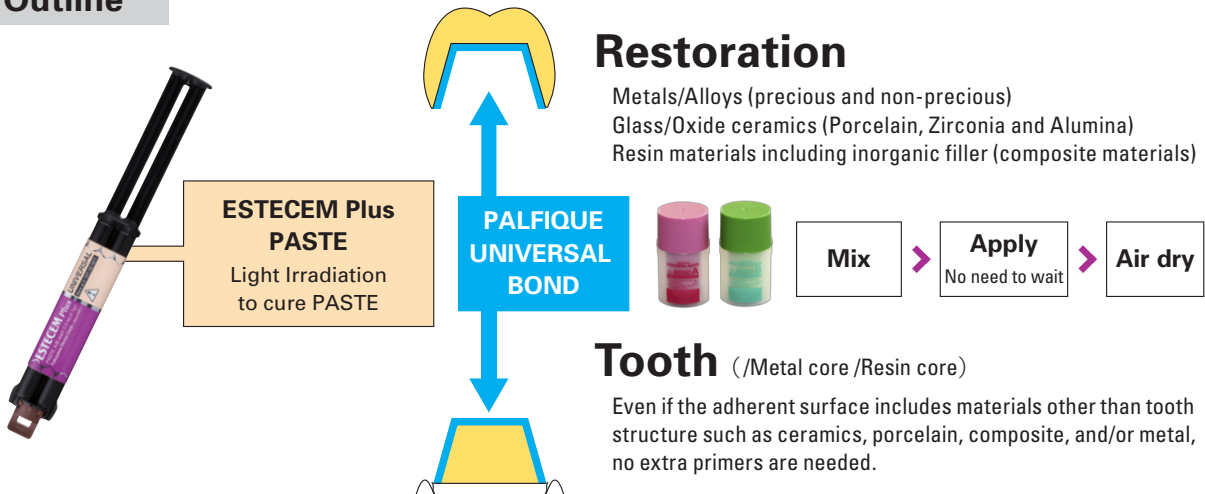 Outline
Restoration
Metals/Alloys (precious and non-precious)
Glass/Oxide ceramics (Porcelain, Zirconia and Alumina)
Resin materials including inorganic filler (composite materials)
ESTECEM Plus
PASTE
Light Irradiation
to cure PASTE
PALFIQUE
UNIVERSAL
BOND
Mix
Apply
No need to wait
Air dry
UNIVERSAL
ESTECEM Plus
Tooth (/Metal core /Resin core)
Even if the adherent surface includes materials other than tooth
structure such as ceramics, porcelain, composite, and/or metal,
no extra primers are needed.